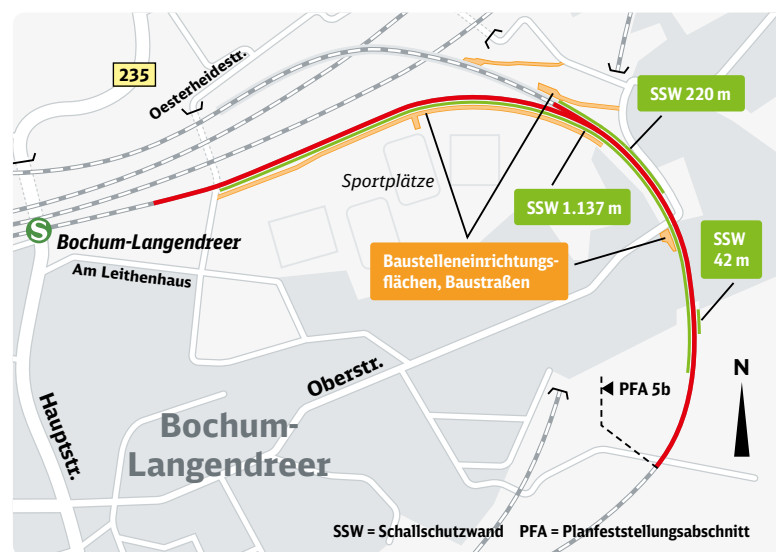 235
Oesterheidestr.
SSW 220 m
Sportplätze
SSW 1.137 m
S
Bochum-Langendreer
SSW
42 m
Baustelleneinrichtungs-
flächen, Baustraßen
Am Leithenhaus
Oberstr.
N
PFA 5b
Hauptstr.
Bochum-
Langendreer
SSW = Schallschutzwand PFA = Planfeststellungsabschnitt